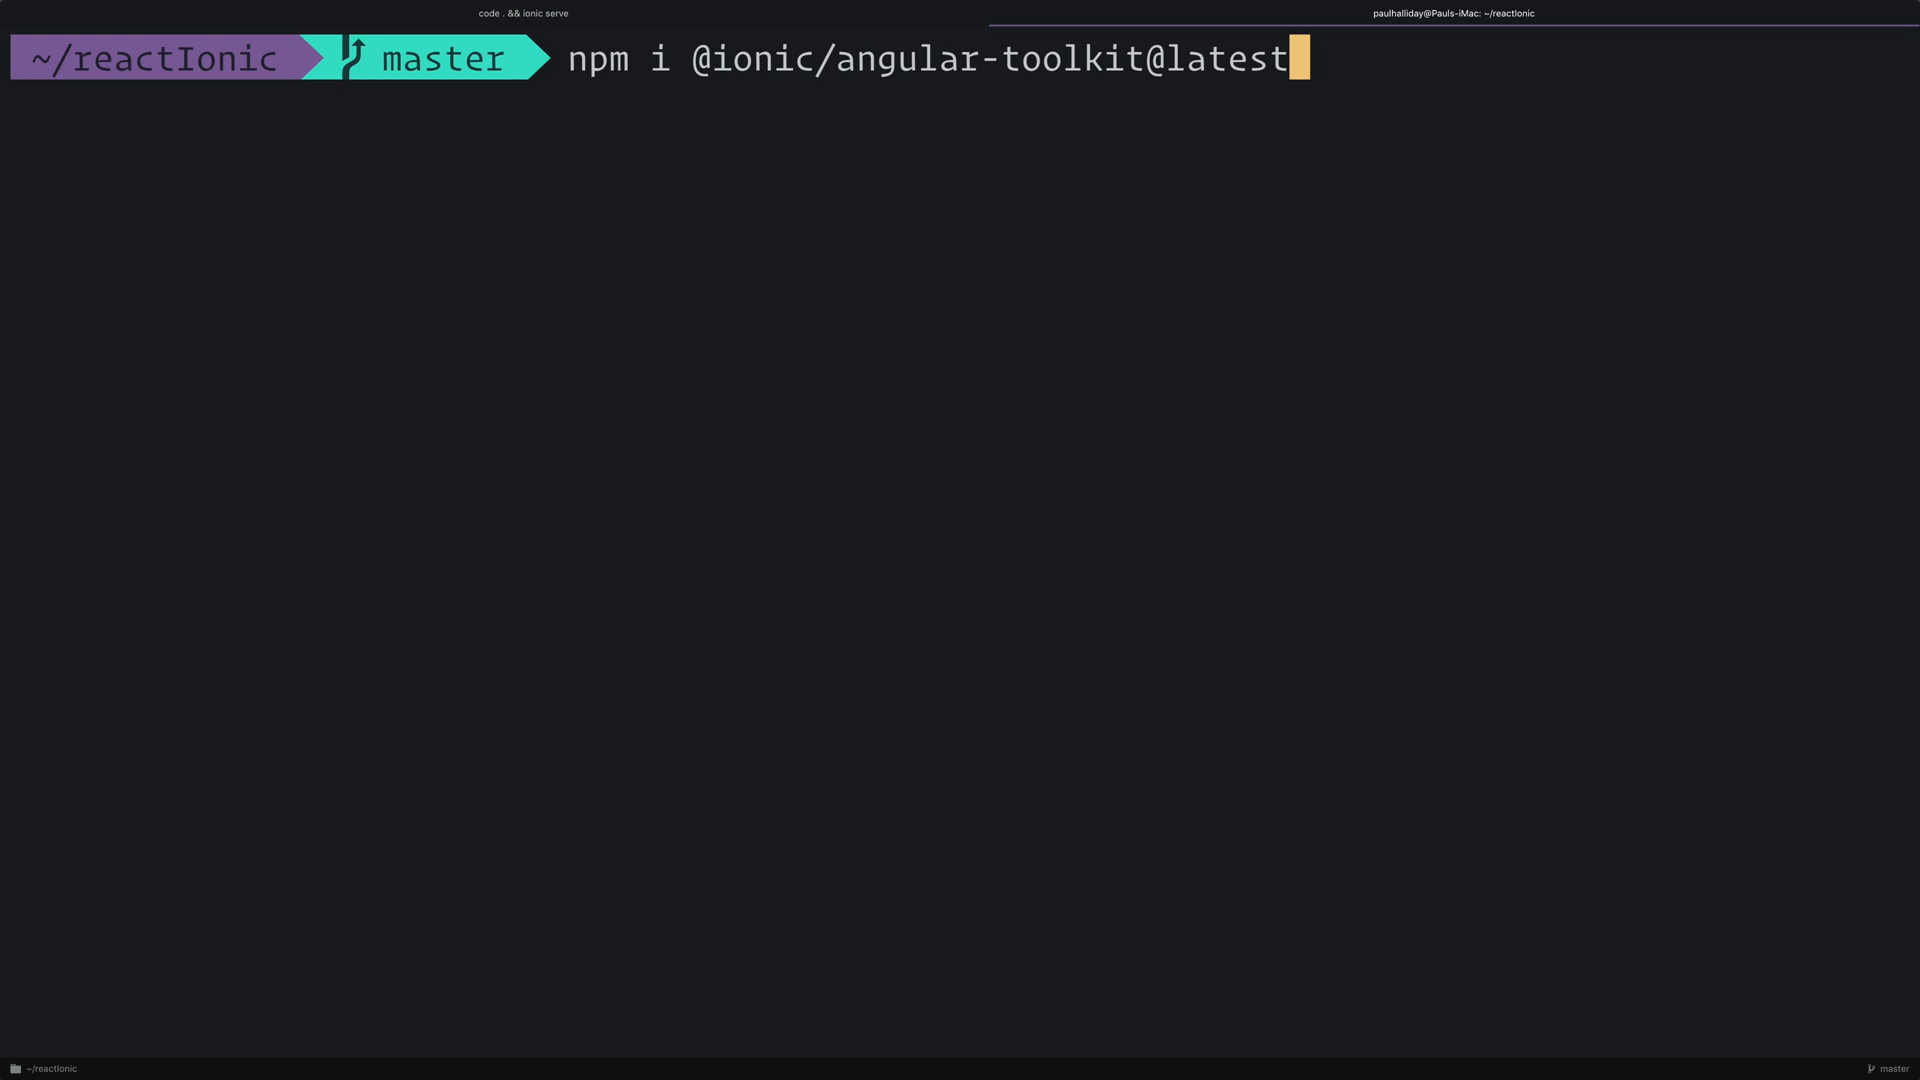 code . && ionic serve
paulhalliday@Pauls-iMac: ~/reactIonic
~/reactIonic master npm i @ionic/angular-toolkit@latest
~/reactIonic
master